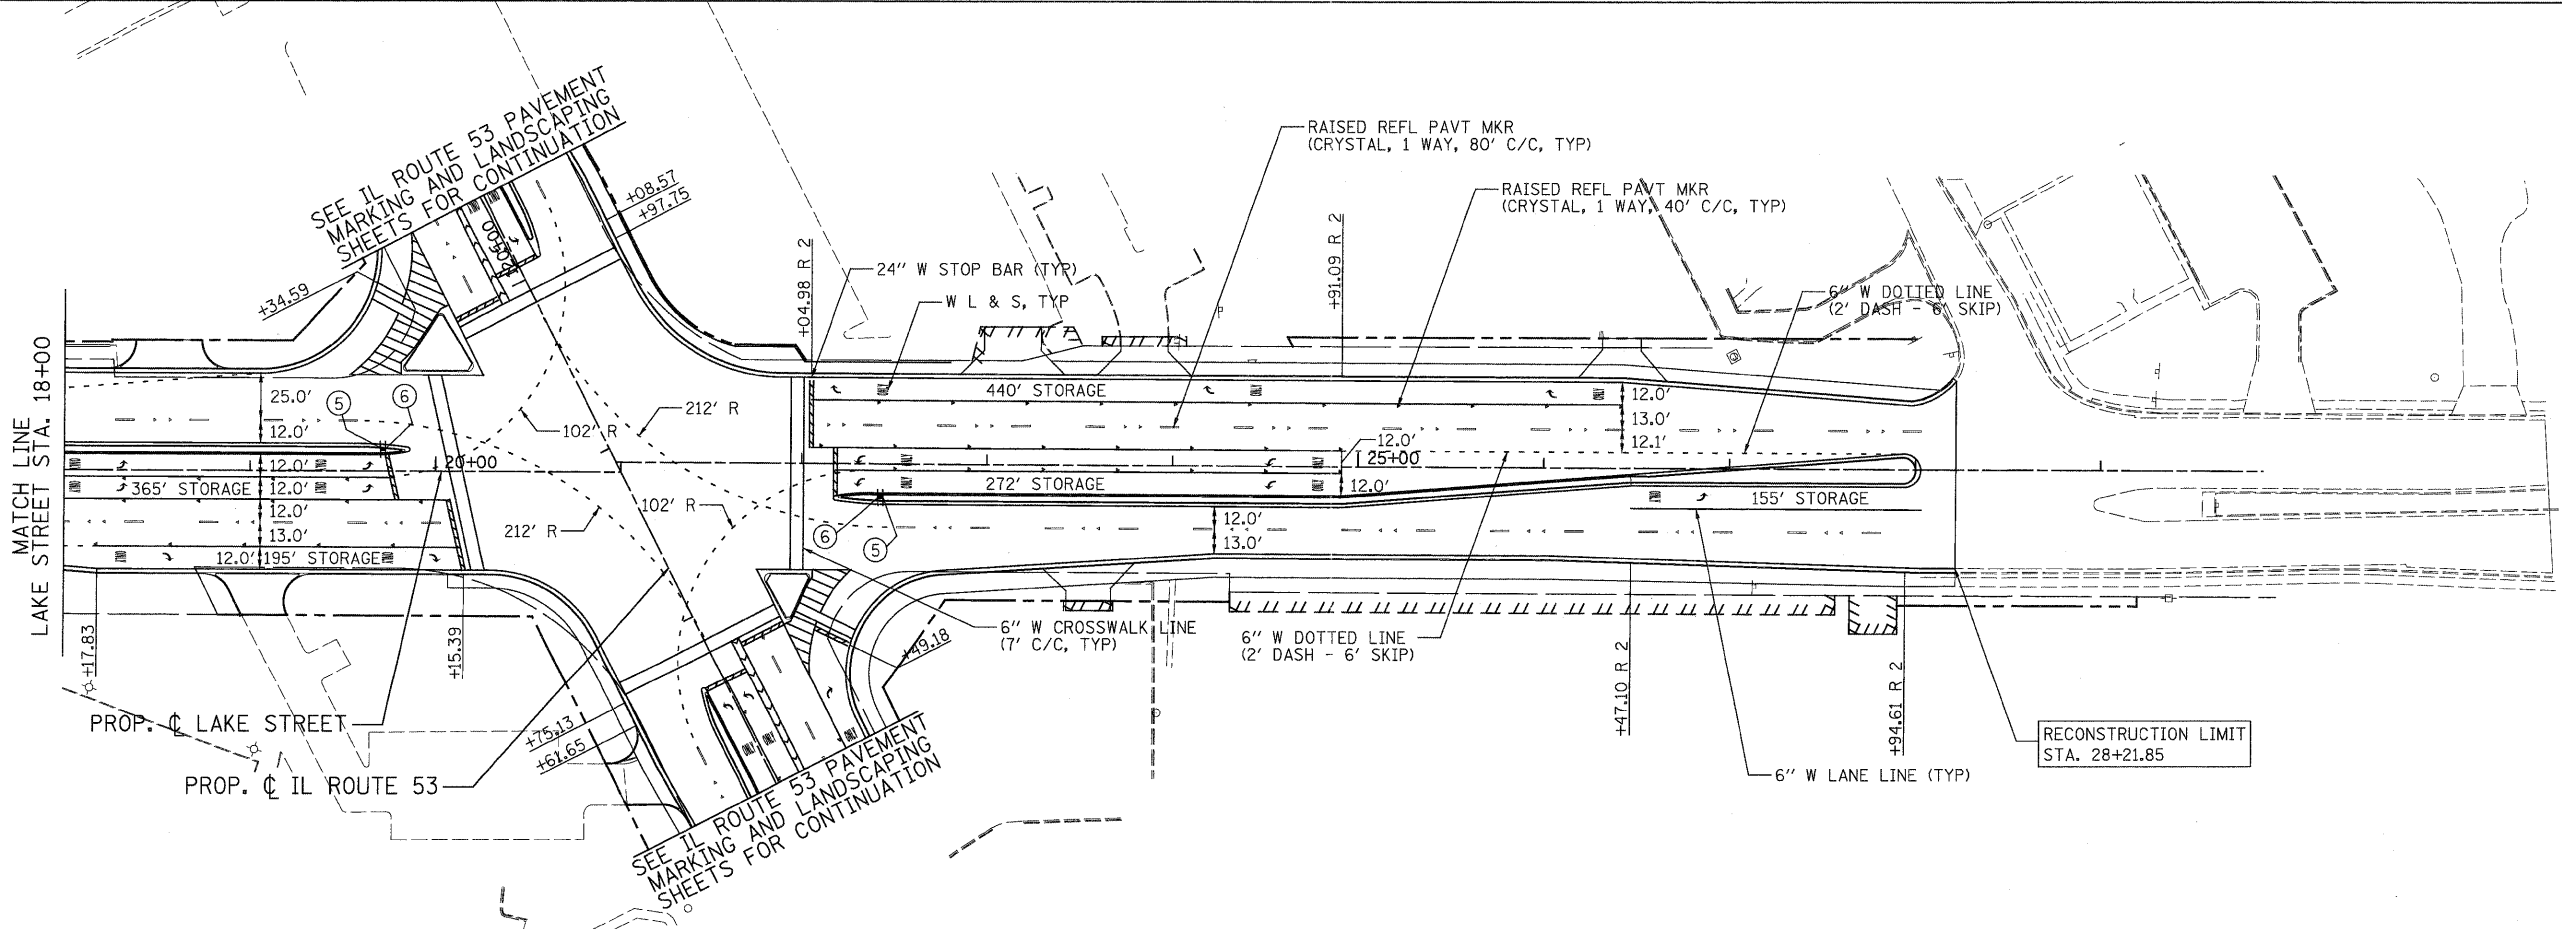 MATCH LINE
LAKE STREET STA. 18+00
SEE IL ROUTE 53 PAVEMENT
MARKING AND LANDSCAPING
SHEETS FOR CONTINUATION
+34.59
+08.57
+97.75
RAISED REFL PAVT MKR
(CRYSTAL, 1 WAY, 80' C/C, TYP)
RAISED REFL PAVT MKR
(CRYSTAL, 1 WAY, 40' C/C, TYP)
+04.98 R 2
+91.09 R 2
24" W STOP BAR (TYP)
W L & S, TYP
6" W DOTTED LINE
(2' DASH - 6' SKIP)
25.0'
12.0'
5
6
212' R
102' R
440' STORAGE
12.0'
13.0'
12.1'
12.0'
365' STORAGE
12.0'
12.0'
13.0'
12.0'
195' STORAGE
20+00
212' R
102' R
272' STORAGE
12.0'
25+00
12.0'
155' STORAGE
6
5
12.0'
13.0'
6" W CROSSWALK LINE
(7' C/C, TYP)
6" W DOTTED LINE
(2' DASH - 6' SKIP)
+17.83
+15.39
+49.18
+47.10 R 2
+94.61 R 2
PROP. ℄ LAKE STREET
PROP. ℄ IL ROUTE 53
+75.13
+61.65
SEE IL ROUTE 53 PAVEMENT
MARKING AND LANDSCAPING
SHEETS FOR CONTINUATION
6" W LANE LINE (TYP)
RECONSTRUCTION LIMIT
STA. 28+21.85